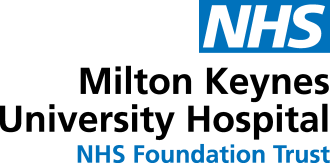 NHS
Milton Keynes
University Hospital
NHS Foundation Trust